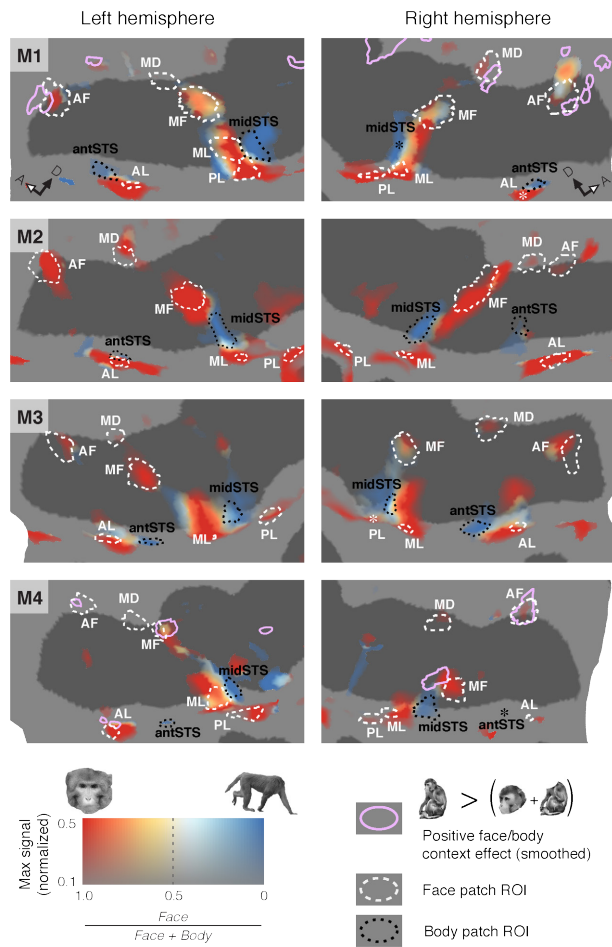 Left hemisphere
Right hemisphere
M1
MD
AF
MF
midSTS
ML
antSTS
PL
AL
A
D
MD
AF
MF
midSTS
AL
PL
ML
D
A
M2
MD
AF
MF
midSTS
antSTS
AL
ML
PL
MD
AF
MF
midSTS
antSTS
PL
ML
AL
M3
MD
AF
MF
midSTS
AL
antSTS
ML
PL
MD
MF
AF
midSTS
antSTS
PL
ML
AL
M4
MD
AF
MF
midSTS
ML
AL
antSTS
PL
MD
AF
MF
AL
PL
ML
midSTS
antSTS
Max signal
(normalized)
0.5
0.1
1.0
0.5
0
Face
Face + Body
> ( + )
Positive face/body
context effect (smoothed)
Face patch ROI
Body patch ROI